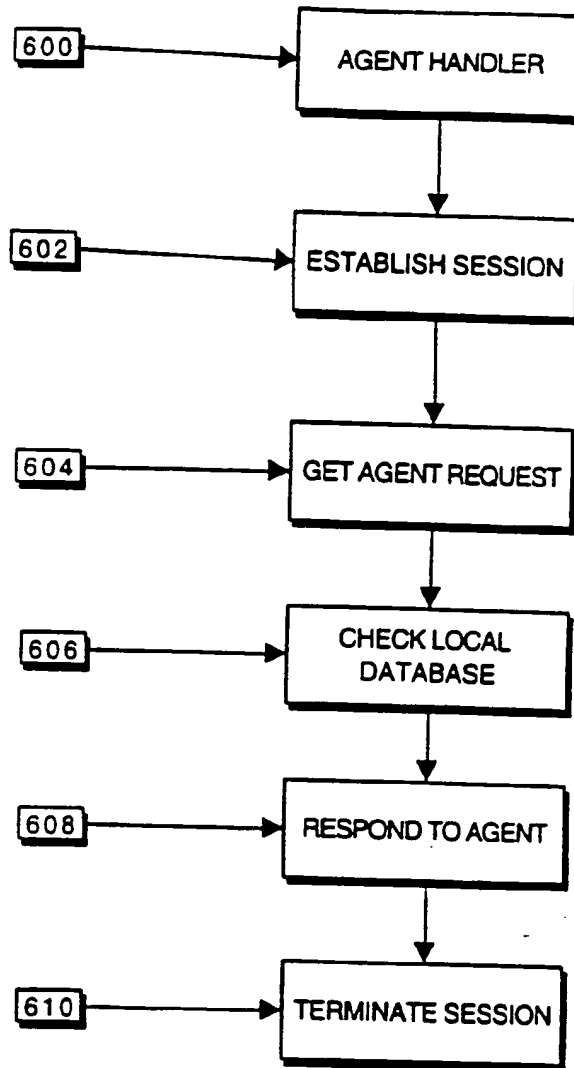 600
AGENT HANDLER
602
ESTABLISH SESSION
604
GET AGENT REQUEST
606
CHECK LOCAL
DATABASE
608
RESPOND TO AGENT
610
TERMINATE SESSION